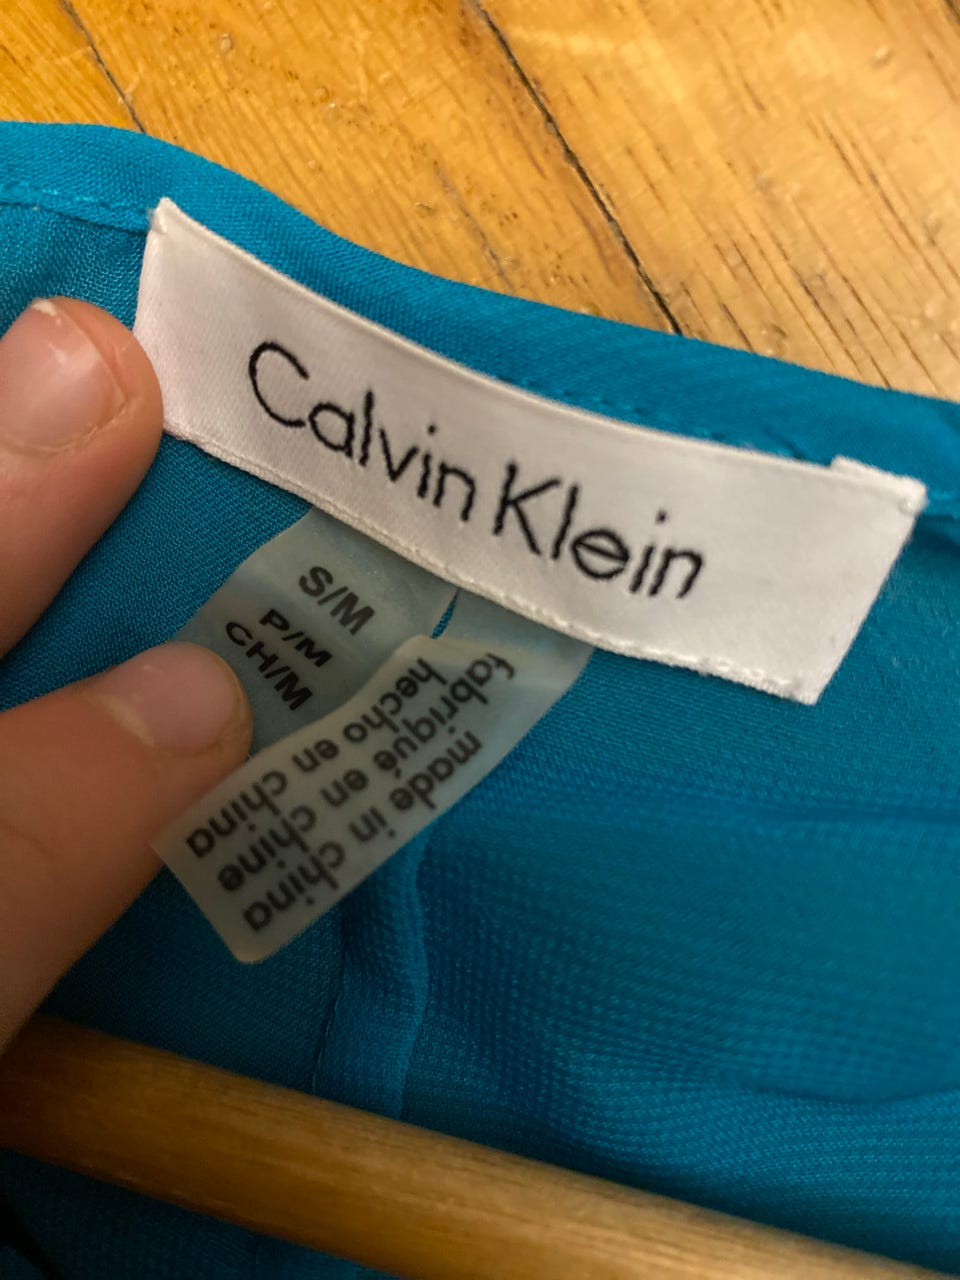 Calvin Klein
S/M
P/M
CH/M
made in china
fabriqué en chine
hecho en china